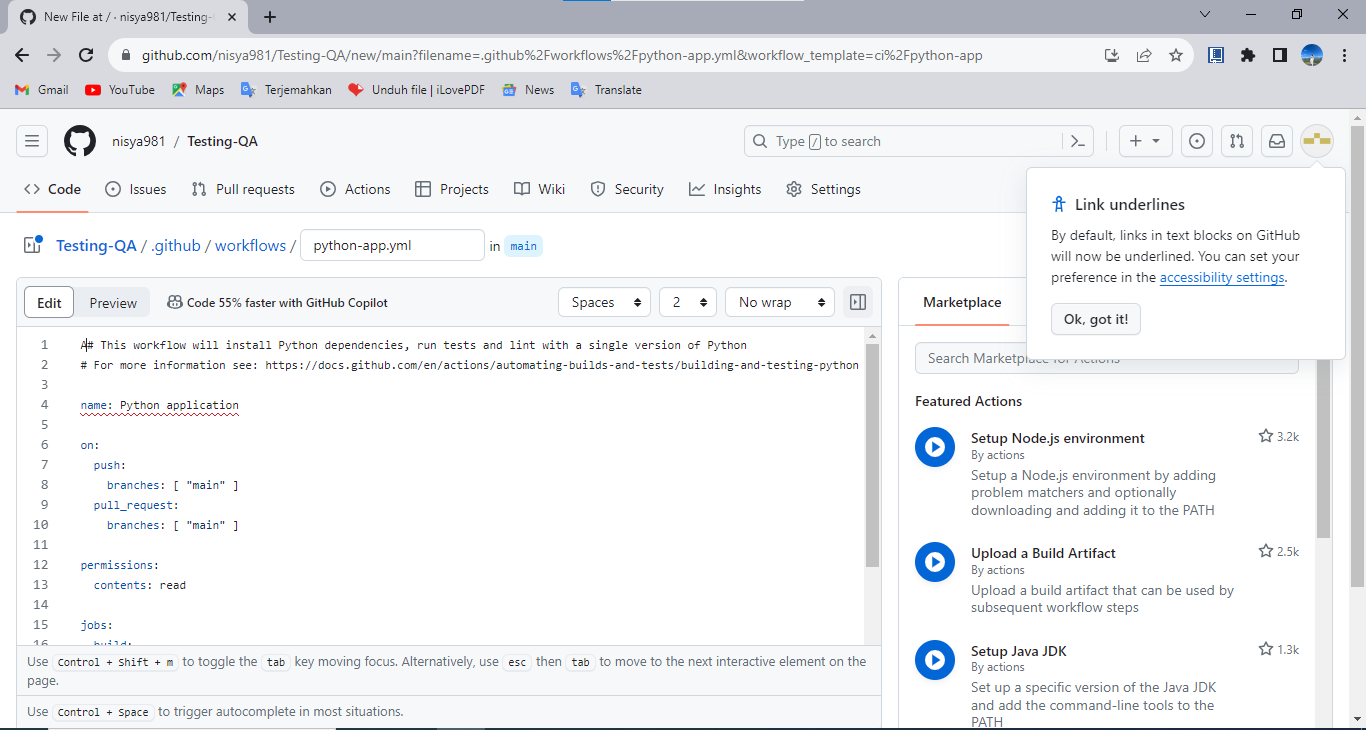 New File at / · nisya981/Testing-
github.com/nisya981/Testing-QA/new/main?filename=.github%2Fworkflows%2Fpython-app.yml&workflow_template=ci%2Fpython-app
Gmail YouTube Maps Terjemahkan Unduh file | iLovePDF News Translate
nisya981 / Testing-QA
Type / to search
Code Issues Pull requests Actions Projects Wiki Security Insights Settings
Link underlines
By default, links in text blocks on GitHub
will now be underlined. You can set your
preference in the accessibility settings.
Ok, got it!
Testing-QA / .github / workflows / python-app.yml in main
Edit Preview Code 55% faster with GitHub Copilot Spaces 2 No wrap
1 A# This workflow will install Python dependencies, run tests and lint with a single version of Python
2 # For more information see: https://docs.github.com/en/actions/automating-builds-and-tests/building-and-testing-python
3
4 name: Python application
5
6 on:
7 push:
8 branches: [ "main" ]
9 pull_request:
10 branches: [ "main" ]
11
12 permissions:
13 contents: read
14
15 jobs:
16 build:
Use Control + Shift + m to toggle the tab key moving focus. Alternatively, use esc then tab to move to the next interactive element on the
page.
Use Control + Space to trigger autocomplete in most situations.
Marketplace
Search Marketplace for Actions
Featured Actions
Setup Node.js environment 3.2k
By actions
Setup a Node.js environment by adding
problem matchers and optionally
downloading and adding it to the PATH
Upload a Build Artifact 2.5k
By actions
Upload a build artifact that can be used by
subsequent workflow steps
Setup Java JDK 1.3k
By actions
Set up a specific version of the Java JDK
and add the command-line tools to the
PATH